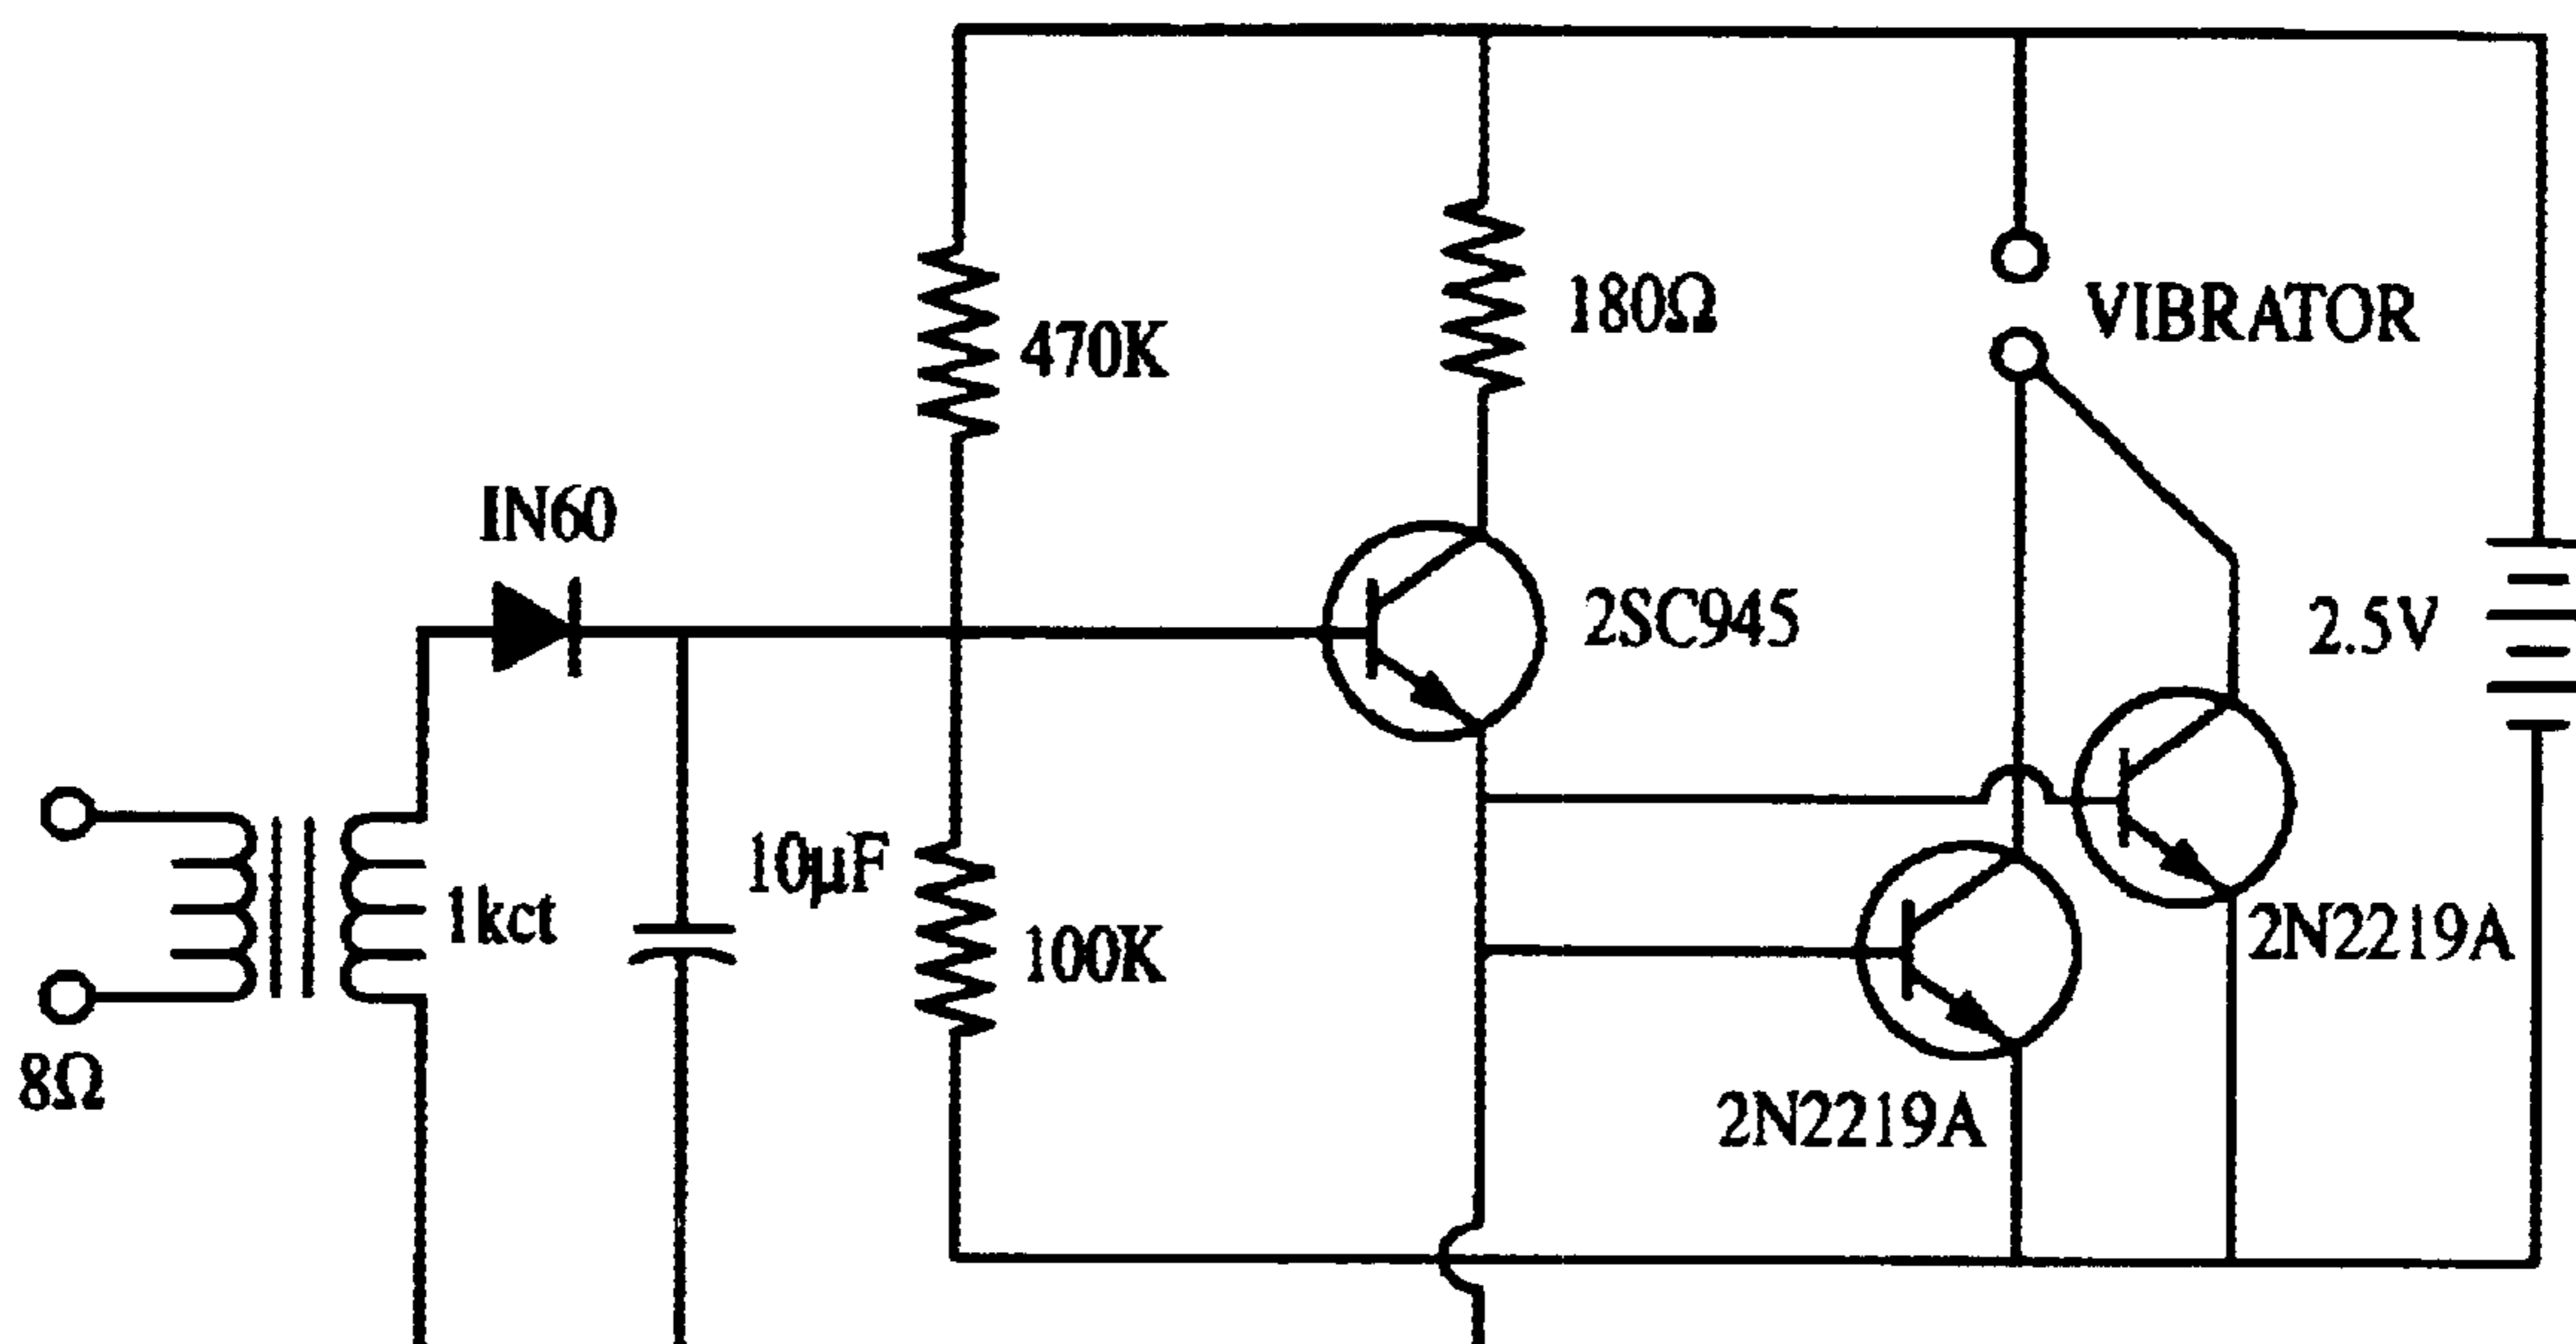 180Ω
VIBRATOR
470K
IN60
2SC945
2.5V
10µF
1kct
100K
2N2219A
8Ω
2N2219A